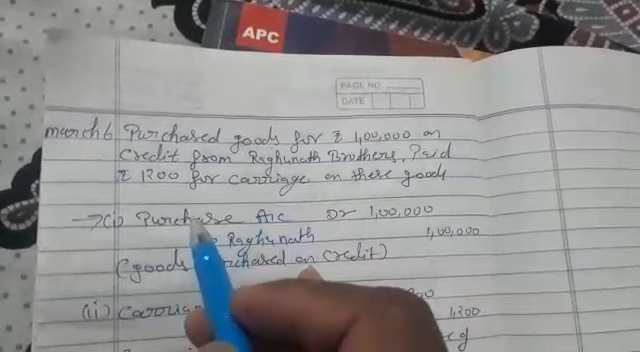 APC
PAGE NO
DATE
march 6 Purchased goods for ₹ 1,00,000 on
Credit from Raghunath Brothers, Paid
₹ 1200 for carriage on these goods
→(i) Purchase A/c Dr 1,00,000
Raghunath 1,00,000
(goods on Credit)
(ii)
1,200